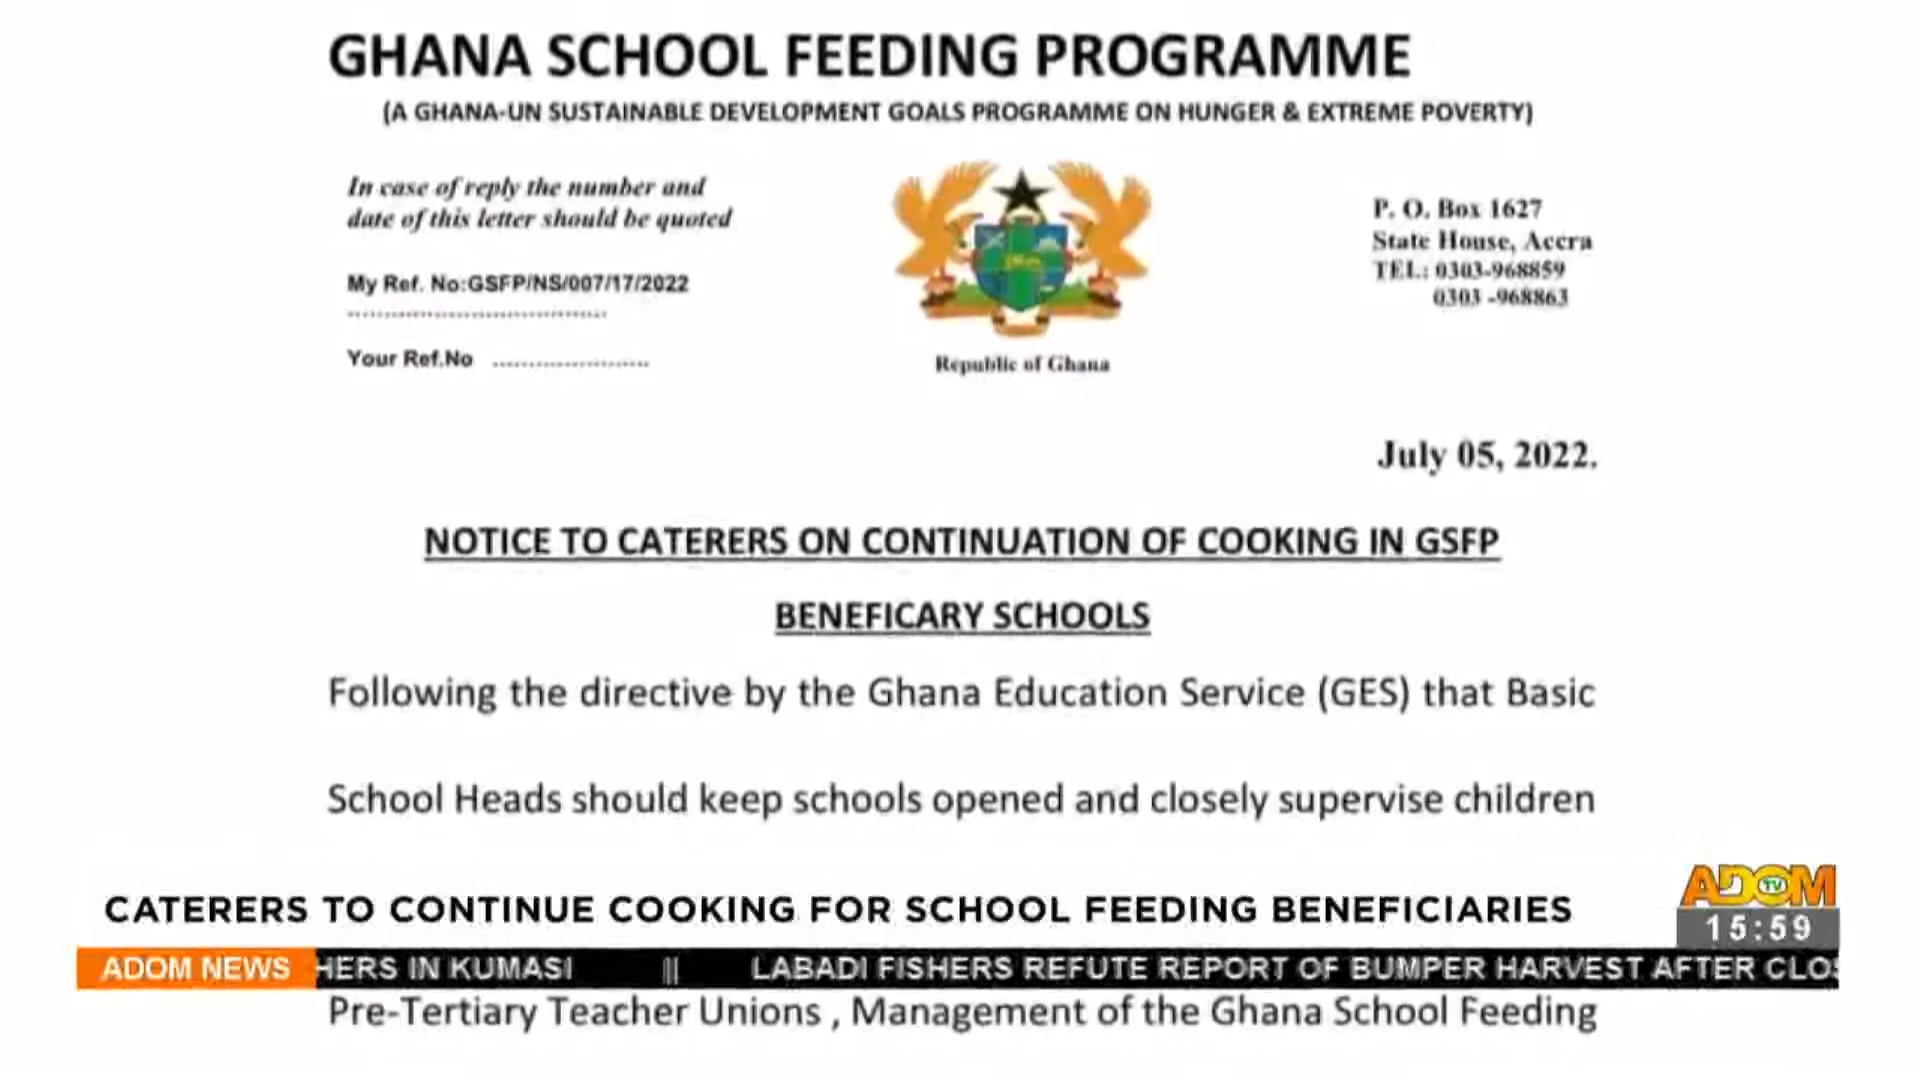 GHANA SCHOOL FEEDING PROGRAMME
(A GHANA-UN SUSTAINABLE DEVELOPMENT GOALS PROGRAMME ON HUNGER & EXTREME POVERTY)
In case of reply the number and
date of this letter should be quoted
My Ref. No:GSFP/NS/007/17/2022
Your Ref.No ........................
Republic of Ghana
P. O. Box 1627
State House, Accra
TEL: 0303-968859
0303 -968863
July 05, 2022.
NOTICE TO CATERERS ON CONTINUATION OF COOKING IN GSFP
BENEFICARY SCHOOLS
Following the directive by the Ghana Education Service (GES) that Basic
School Heads should keep schools opened and closely supervise children
CATERERS TO CONTINUE COOKING FOR SCHOOL FEEDING BENEFICIARIES
ADOM TV
15:59
ADOM NEWS HERS IN KUMASI || LABADI FISHERS REFUTE REPORT OF BUMPER HARVEST AFTER CLO
Pre-Tertiary Teacher Unions , Management of the Ghana School Feeding